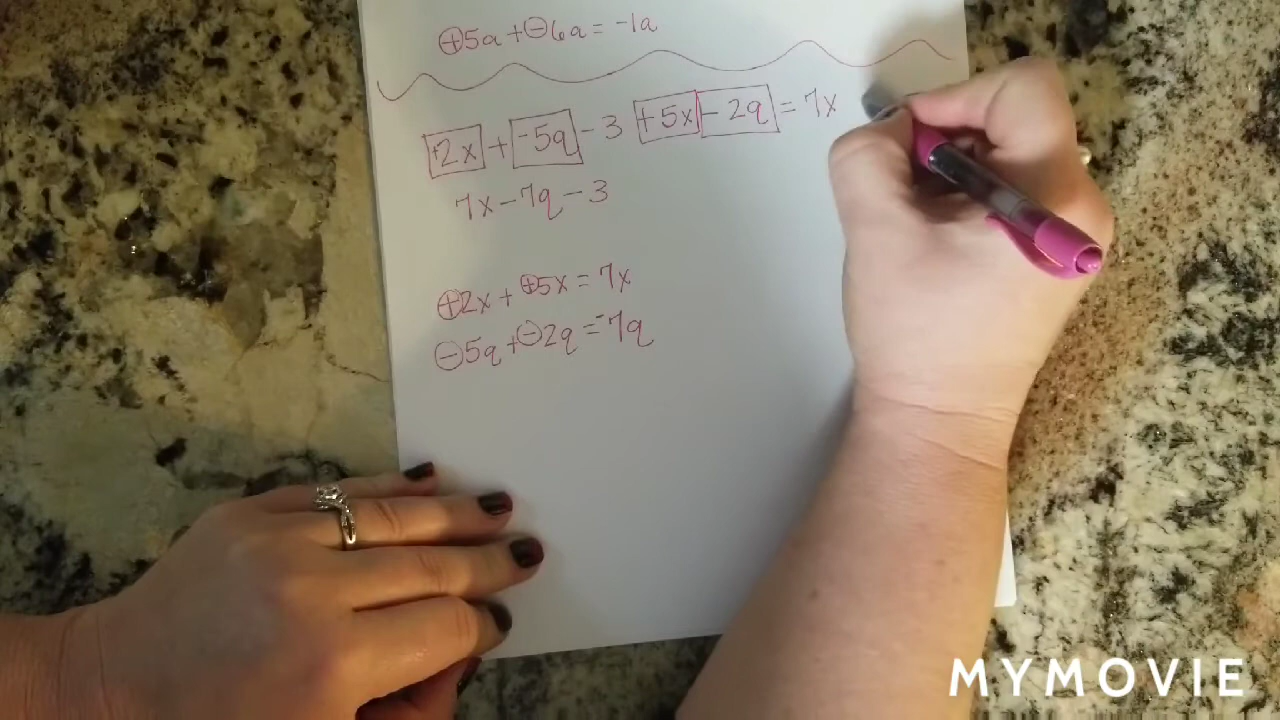 +5a + -6a = -1a
2x + -5q - 3 +5x - 2q = 7x
7x - 7q - 3
+2x + +5x = 7x
-5q + -2q = -7q
MYMOVIE